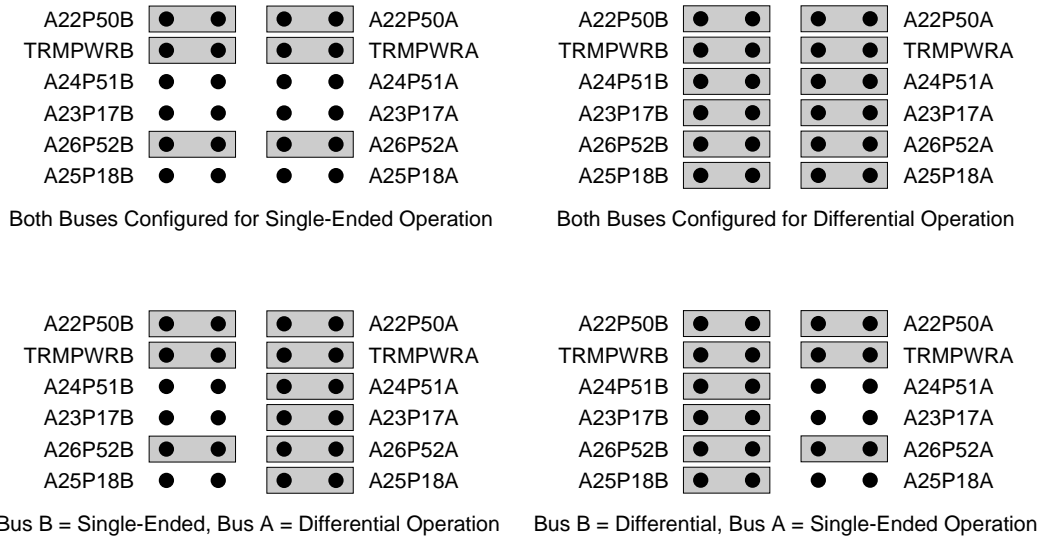 A22P50B A22P50A
TRMPWRB TRMPWRA
A24P51B A24P51A
A23P17B A23P17A
A26P52B A26P52A
A25P18B A25P18A
Both Buses Configured for Single-Ended Operation
A22P50B A22P50A
TRMPWRB TRMPWRA
A24P51B A24P51A
A23P17B A23P17A
A26P52B A26P52A
A25P18B A25P18A
Both Buses Configured for Differential Operation
A22P50B A22P50A
TRMPWRB TRMPWRA
A24P51B A24P51A
A23P17B A23P17A
A26P52B A26P52A
A25P18B A25P18A
Bus B = Single-Ended, Bus A = Differential Operation
A22P50B A22P50A
TRMPWRB TRMPWRA
A24P51B A24P51A
A23P17B A23P17A
A26P52B A26P52A
A25P18B A25P18A
Bus B = Differential, Bus A = Single-Ended Operation